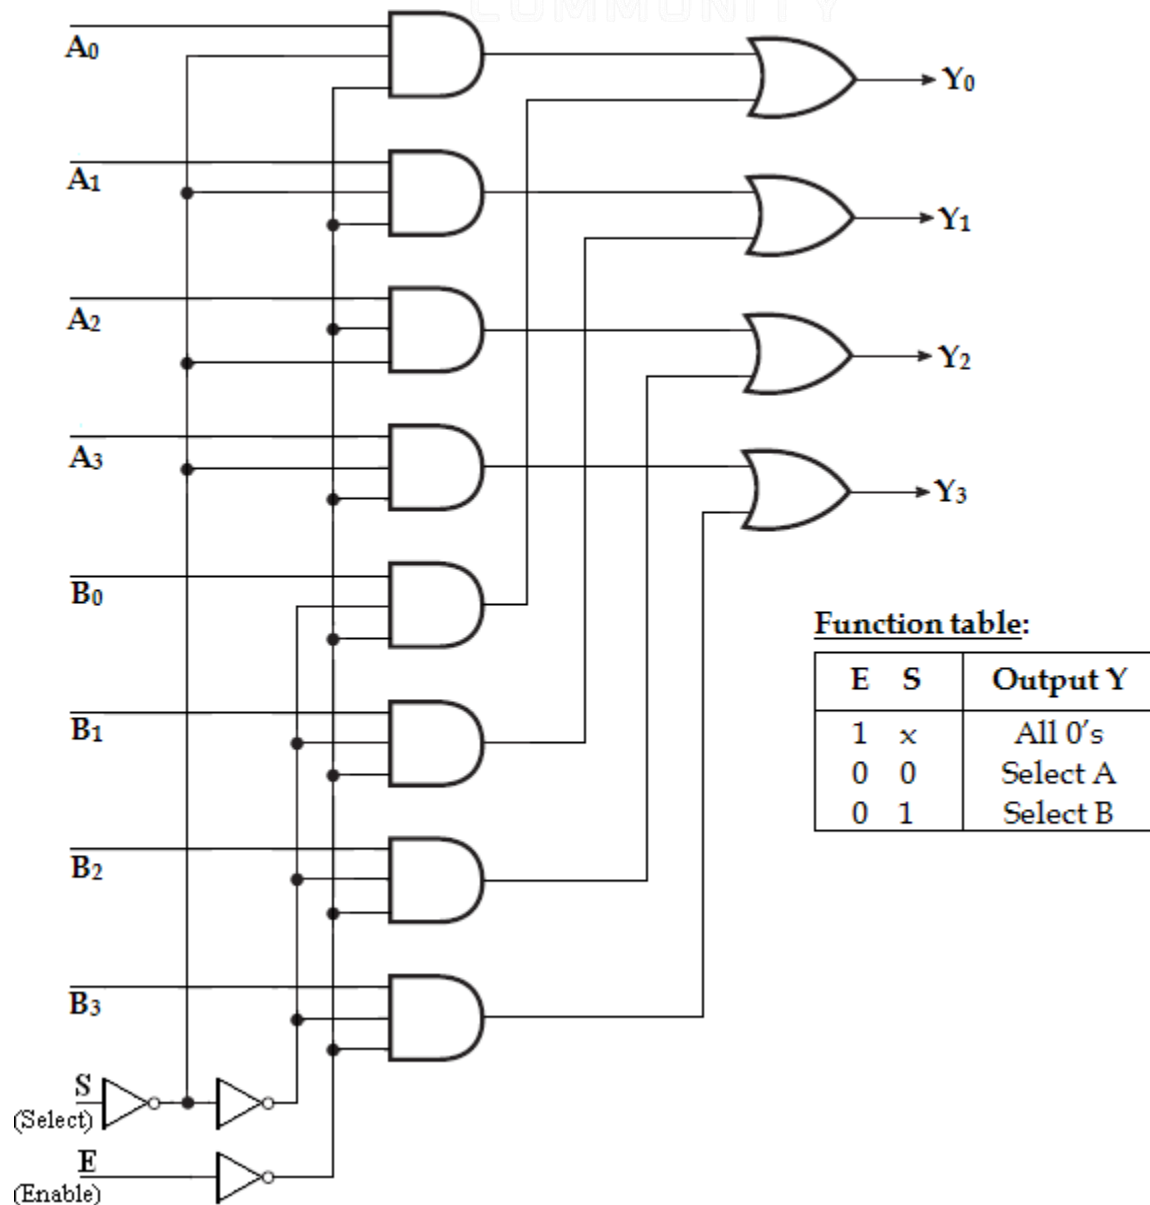 COMMUNITY
A0
Y0
A1
Y1
A2
Y2
A3
Y3
B0
B1
B2
B3
S
(Select)
E
(Enable)
Function table:
E S Output Y
1 x All 0's
0 0 Select A
0 1 Select B